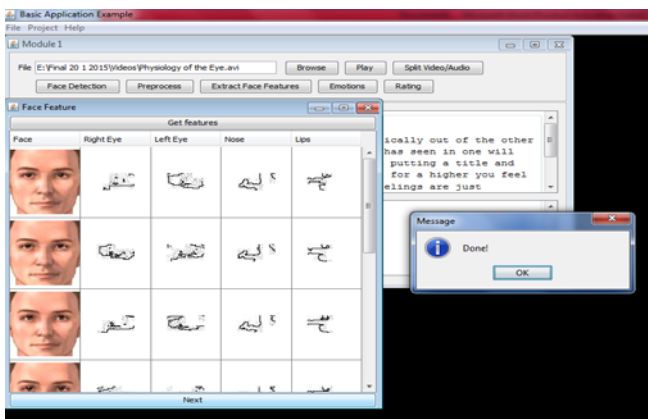 Basic Application Example
File Project Help
Module 1
File E:\Final 20 1 2015\Videos\Physiology of the Eye.avi Browse Play Split Video/Audio
Face Detection Preprocess Extract Face Features Emotions Rating
Face Feature
Get features
Face Right Eye Left Eye Nose Lips
ically out of the other
has seen in one will
putting a title and
for a higher you feel
elings are just
Message
Done!
OK
Next